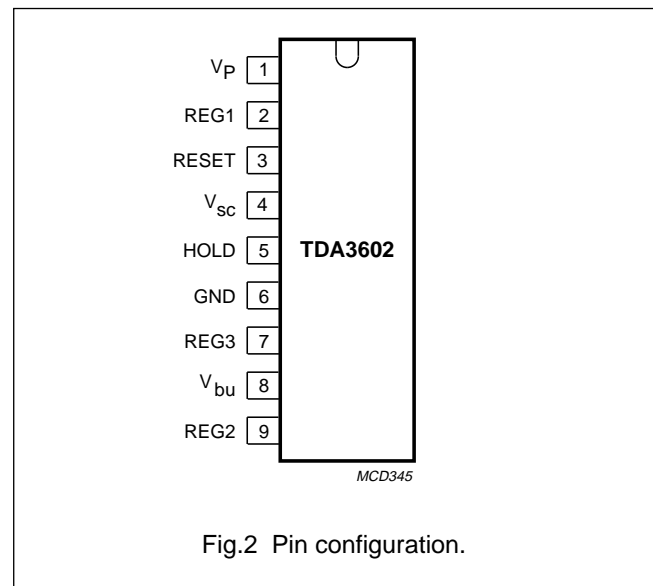 VP 1
REG1 2
RESET 3
Vsc 4
HOLD 5 TDA3602
GND 6
REG3 7
Vbu 8
REG2 9
MCD345
Fig.2 Pin configuration.